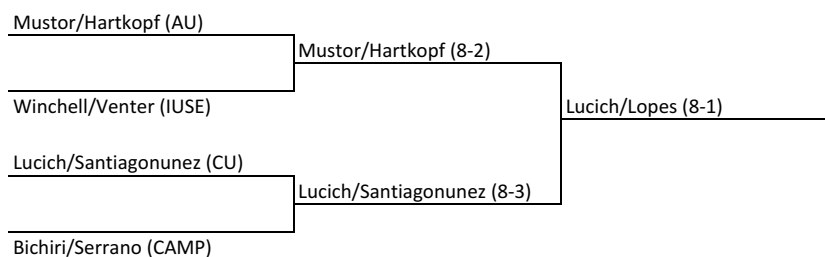 Mustor/Hartkopf (AU)
Mustor/Hartkopf (8-2)
Winchell/Venter (IUSE)
Lucich/Lopes (8-1)
Lucich/Santiagonunez (CU)
Lucich/Santiagonunez (8-3)
Bichiri/Serrano (CAMP)